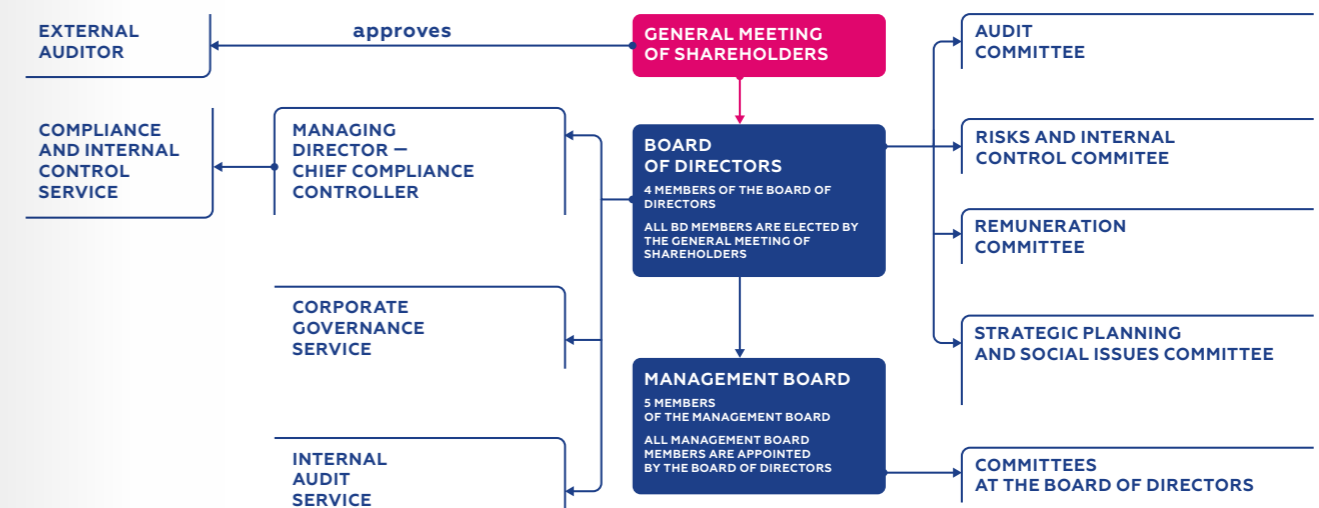 EXTERNAL
AUDITOR
approves
GENERAL MEETING
OF SHAREHOLDERS
AUDIT
COMMITTEE
COMPLIANCE
AND INTERNAL
CONTROL
SERVICE
MANAGING
DIRECTOR —
CHIEF COMPLIANCE
CONTROLLER
BOARD
OF DIRECTORS
4 MEMBERS OF THE BOARD OF
DIRECTORS
ALL BD MEMBERS ARE ELECTED BY
THE GENERAL MEETING OF
SHAREHOLDERS
RISKS AND INTERNAL
CONTROL COMMITEE
REMUNERATION
COMMITTEE
CORPORATE
GOVERNANCE
SERVICE
STRATEGIC PLANNING
AND SOCIAL ISSUES COMMITTEE
MANAGEMENT BOARD
5 MEMBERS
OF THE MANAGEMENT BOARD
ALL MANAGEMENT BOARD
MEMBERS ARE APPOINTED
BY THE BOARD OF DIRECTORS
INTERNAL
AUDIT
SERVICE
COMMITTEES
AT THE BOARD OF DIRECTORS